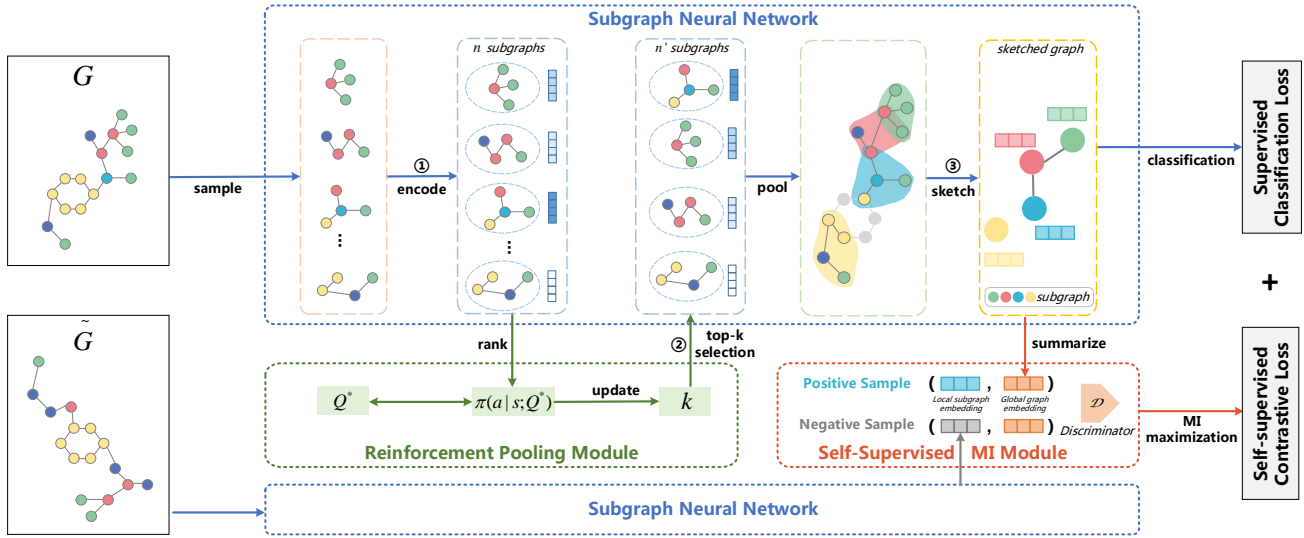 Subgraph Neural Network
G
sample
①
encode
n subgraphs
n' subgraphs
pool
③
sketch
sketched graph
subgraph
classification
Supervised
Classification Loss
+
Self-supervised
Contrastive Loss
G̃
rank
②
top-k
selection
summarize
Q*
π(a | s;Q*)
update
k
Reinforcement Pooling Module
Positive Sample ( , )
Local subgraph
embedding
Global graph
embedding
Negative Sample ( , )
𝒟
Discriminator
Self-Supervised MI Module
MI
maximization
Subgraph Neural Network